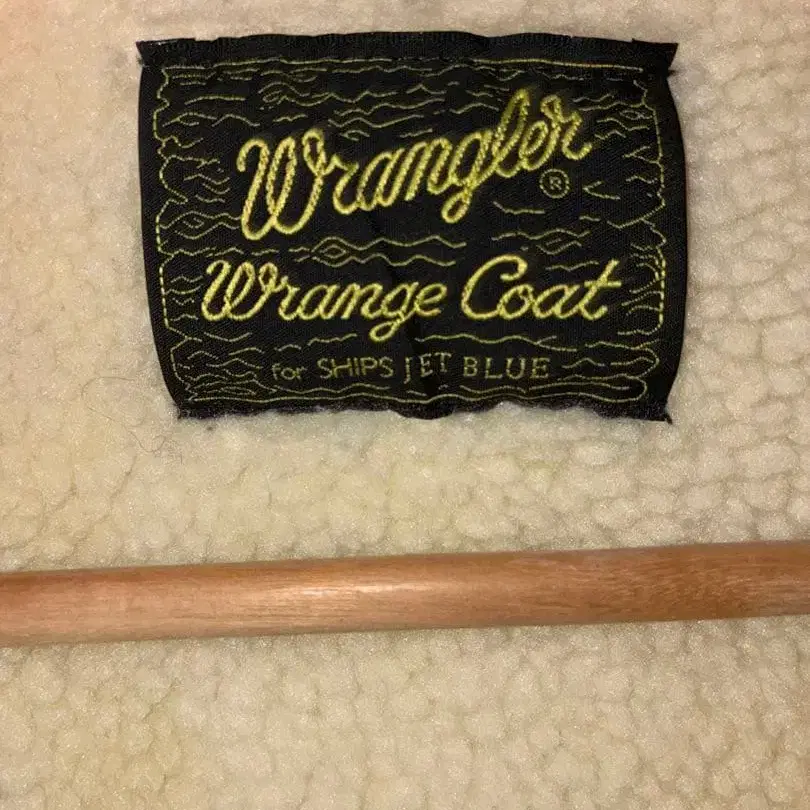 Wrangler®
Wrange Coat
for SHIPS JET BLUE